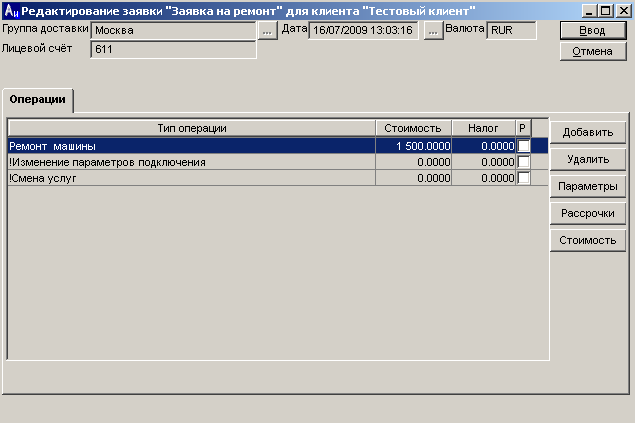 Ац Редактирование заявки "Заявка на ремонт" для клиента "Тестовый клиент"
Группа доставки Москва ... Дата 16/07/2009 13:03:16 ... Валюта RUR Ввод
Лицевой счёт 611 Отмена
Операции
Тип операции Стоимость Налог Р Добавить
Ремонт машины 1 500.0000 0.0000
!Изменение параметров подключения 0.0000 0.0000 Удалить
!Смена услуг 0.0000 0.0000 Параметры
Рассрочки
Стоимость